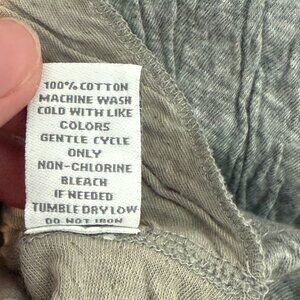 100% COTTON
MACHINE WASH
COLD WITH LIKE
COLORS
GENTLE CYCLE
ONLY
NON-CHLORINE
BLEACH
IF NEEDED
TUMBLE DRY LOW
DO NOT IRON